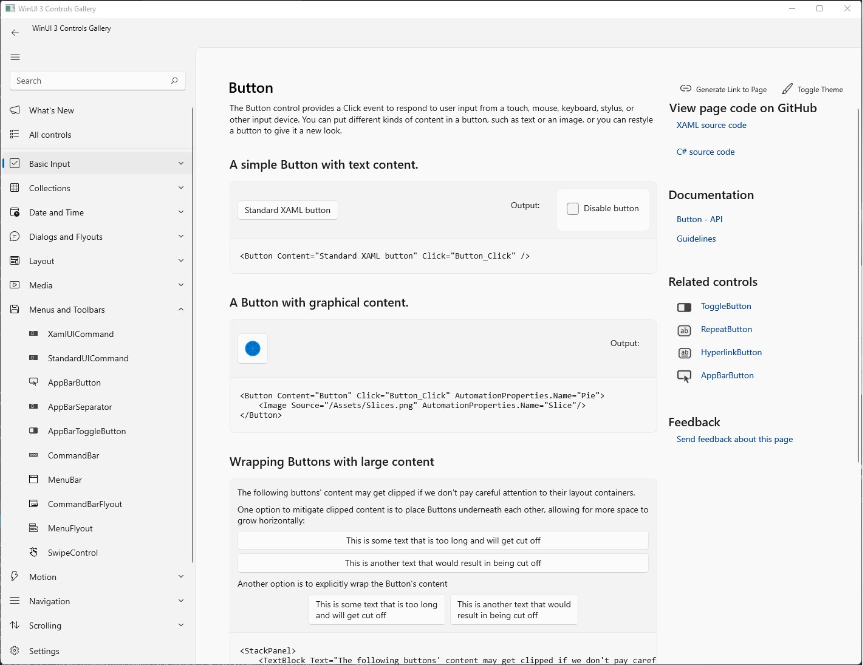 WinUI 3 Controls Gallery
WinUI 3 Controls Gallery
Search
What's New
All controls
Basic Input
Collections
Date and Time
Dialogs and Flyouts
Layout
Media
Menus and Toolbars
XamlUICommand
StandardUICommand
AppBarButton
AppBarSeparator
AppBarToggleButton
CommandBar
MenuBar
CommandBarFlyout
MenuFlyout
SwipeControl
Motion
Navigation
Scrolling
Settings
Button
The Button control provides a Click event to respond to user input from a touch, mouse, keyboard, stylus, or
other input device. You can put different kinds of content in a button, such as text or an image, or you can restyle
a button to give it a new look.
A simple Button with text content.
Standard XAML button
Output:
Disable button
<Button Content="Standard XAML button" Click="Button_Click" />
A Button with graphical content.
Output:
<Button Content="Button" Click="Button_Click" AutomationProperties.Name="Pie">
<Image Source="/Assets/Slices.png" AutomationProperties.Name="Slice"/>
</Button>
Wrapping Buttons with large content
The following buttons' content may get clipped if we don't pay careful attention to their layout containers.
One option to mitigate clipped content is to place Buttons underneath each other, allowing for more space to
grow horizontally:
This is some text that is too long and will get cut off
This is another text that would result in being cut off
Another option is to explicitly wrap the Button's content
This is some text that is too long
and will get cut off
This is another text that would
result in being cut off
<StackPanel>
<TextBlock Text="The following buttons' content may get clipped if we don't pay caref
Generate Link to Page
Toggle Theme
View page code on GitHub
XAML source code
C# source code
Documentation
Button - API
Guidelines
Related controls
ToggleButton
ab RepeatButton
ab HyperlinkButton
AppBarButton
Feedback
Send feedback about this page